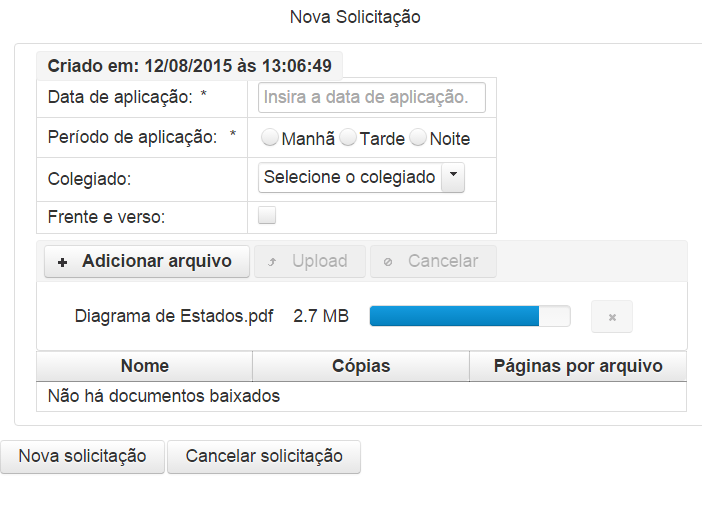 Nova Solicitação
Criado em: 12/08/2015 às 13:06:49
Data de aplicação: * Insira a data de aplicação.
Período de aplicação: * Manhã Tarde Noite
Colegiado: Selecione o colegiado
Frente e verso:
Adicionar arquivo Upload Cancelar
Diagrama de Estados.pdf 2.7 MB
Nome Cópias Páginas por arquivo
Não há documentos baixados
Nova solicitação Cancelar solicitação